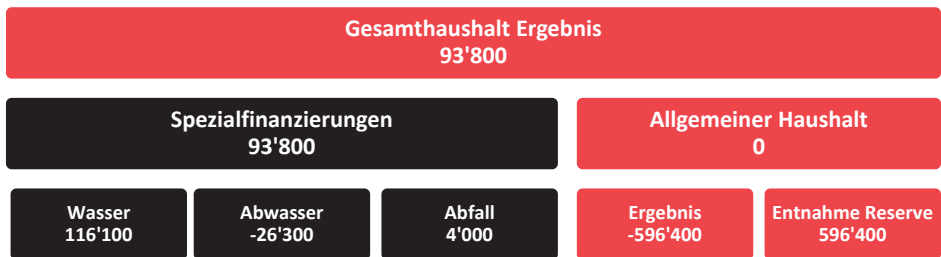 Gesamthaushalt Ergebnis
93'800
Spezialfinanzierungen
93'800
Allgemeiner Haushalt
0
Wasser
116'100
Abwasser
-26'300
Abfall
4'000
Ergebnis
-596'400
Entnahme Reserve
596'400